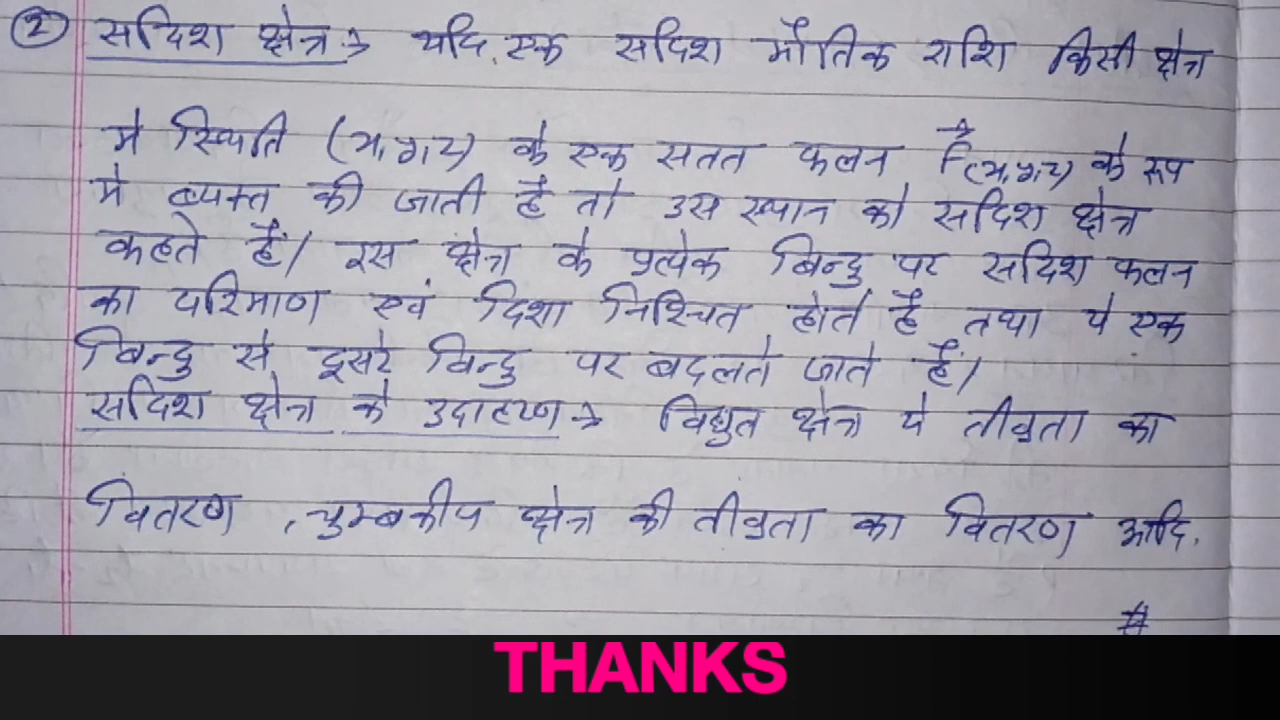 ② सदिश क्षेत्र → यदि एक सदिश भौतिक राशि किसी क्षेत्र
मे स्थिति (x,y,z) के एक सतत फलन F⃗(x,y,z) के रूप
मे व्यक्त की जाती है तो उस स्थान को सदिश क्षेत्र
कहते हैं। इस क्षेत्र के प्रत्येक बिन्दु पर सदिश फलन
का परिमाण एवं दिशा निश्चित होते है तथा ये एक
बिन्दु से दूसरे बिन्दु पर बदलते जाते हैं।
सदिश क्षेत्र के उदाहरण → विद्युत क्षेत्र मे तीव्रता का
वितरण, चुम्बकीय क्षेत्र की तीव्रता का वितरण आदि.
#
THANKS